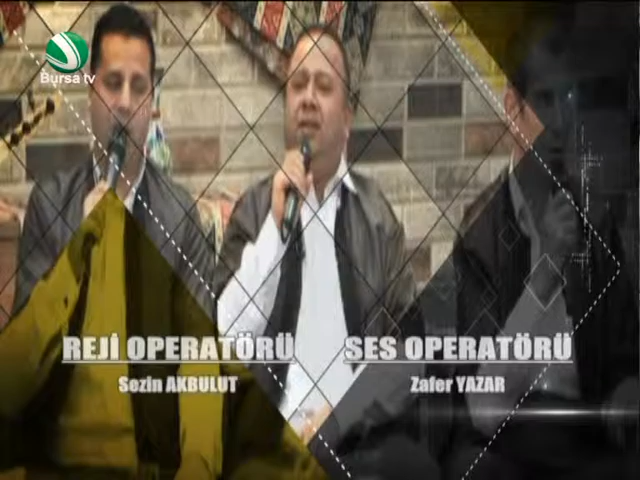 Bursa tv
REJİ OPERATÖRÜ
Sezin AKBULUT
SES OPERATÖRÜ
Zafer YAZAR